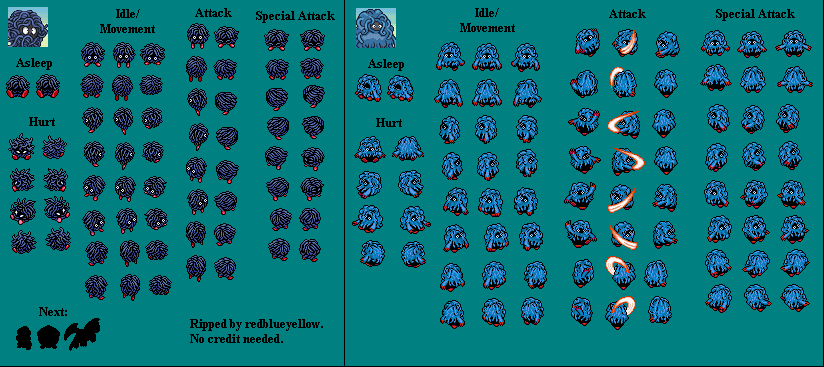 Idle/
Movement
Attack
Special Attack
Asleep
Hurt
Next:
Ripped by redblueyellow.
No credit needed.
Idle/
Movement
Attack
Special Attack
Asleep
Hurt